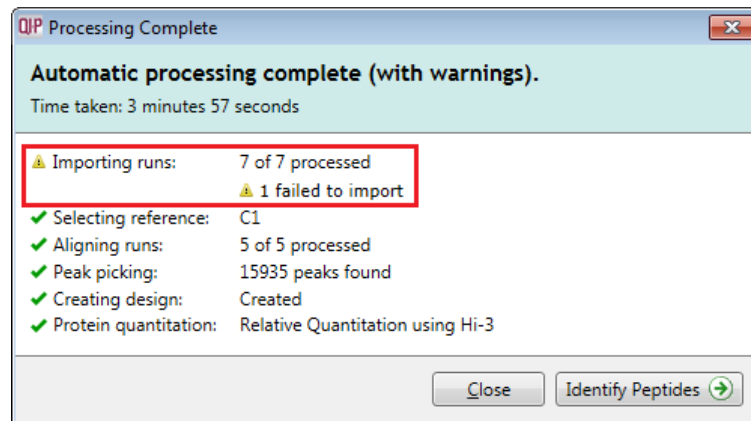 QIP Processing Complete
Automatic processing complete (with warnings).
Time taken: 3 minutes 57 seconds
Importing runs: 7 of 7 processed
1 failed to import
Selecting reference: C1
Aligning runs: 5 of 5 processed
Peak picking: 15935 peaks found
Creating design: Created
Protein quantitation: Relative Quantitation using Hi-3
Close Identify Peptides